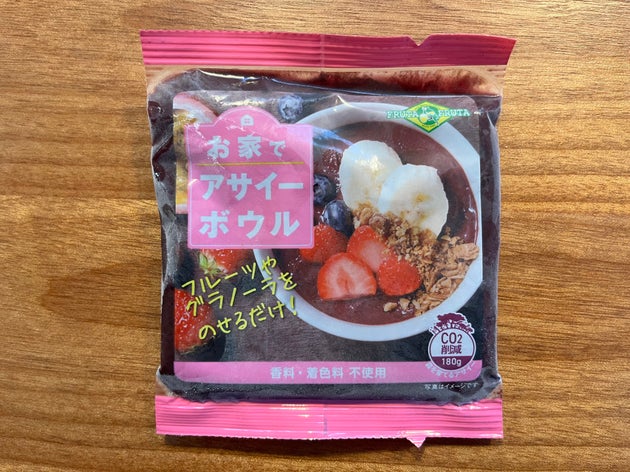 FRUTA FRUTA
お家で
アサイー
ボウル
フルーツや
グラノーラを
のせるだけ!
CO2
削減
180g
香料・着色料 不使用
写真はイメージです